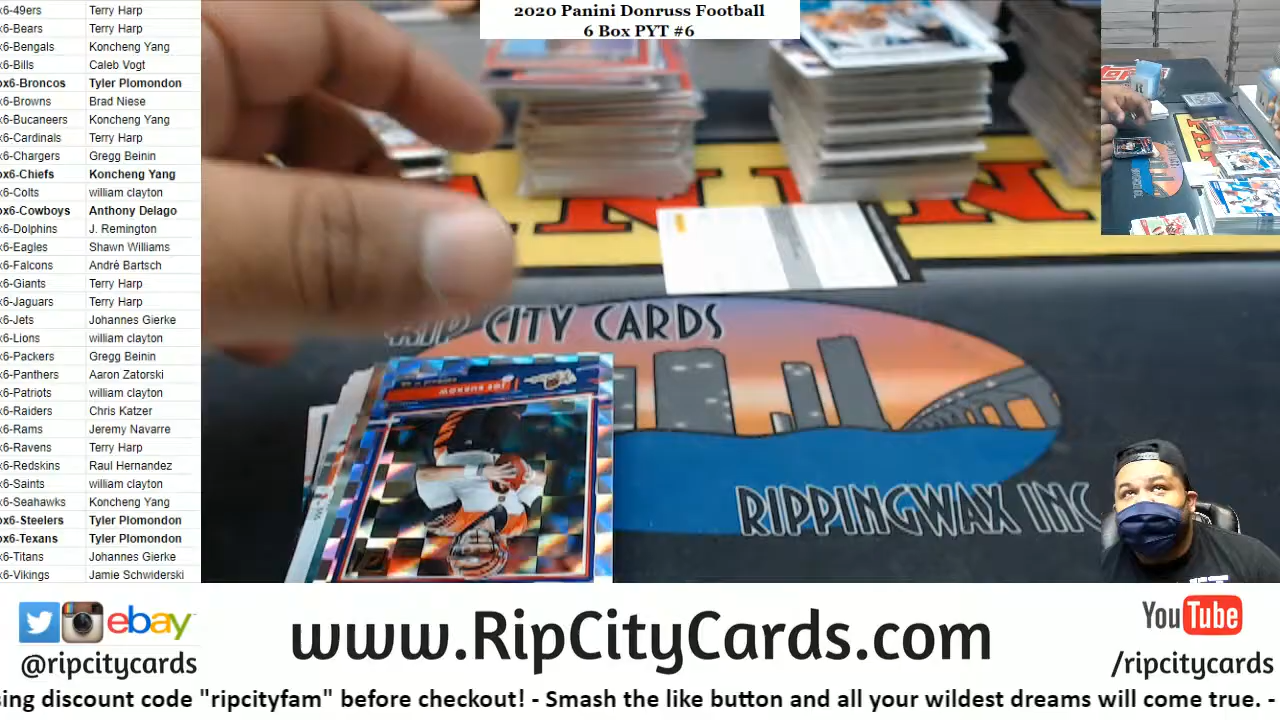 2020 Panini Donruss Football
6 Box PYT #6
x6-49ers Terry Harp
x6-Bears Terry Harp
x6-Bengals Koncheng Yang
x6-Bills Caleb Vogt
ox6-Broncos Tyler Plomondon
x6-Browns Brad Niese
x6-Bucaneers Koncheng Yang
x6-Cardinals Terry Harp
x6-Chargers Gregg Beinin
ox6-Chiefs Koncheng Yang
x6-Colts william clayton
ox6-Cowboys Anthony Delago
x6-Dolphins J. Remington
x6-Eagles Shawn Williams
x6-Falcons André Bartsch
x6-Giants Terry Harp
x6-Jaguars Terry Harp
x6-Jets Johannes Gierke
x6-Lions william clayton
x6-Packers Gregg Beinin
x6-Panthers Aaron Zatorski
x6-Patriots william clayton
x6-Raiders Chris Katzer
x6-Rams Jeremy Navarre
x6-Ravens Terry Harp
x6-Redskins Raul Hernandez
x6-Saints william clayton
x6-Seahawks Koncheng Yang
ox6-Steelers Tyler Plomondon
ox6-Texans Tyler Plomondon
x6-Titans Johannes Gierke
x6-Vikings Jamie Schwiderski
CITY CARDS
JOE BURROW
RIPPINGWAX INC
ebay
@ripcitycards
www.RipCityCards.com
YouTube
/ripcitycards
sing discount code "ripcityfam" before checkout! - Smash the like button and all your wildest dreams will come true. -